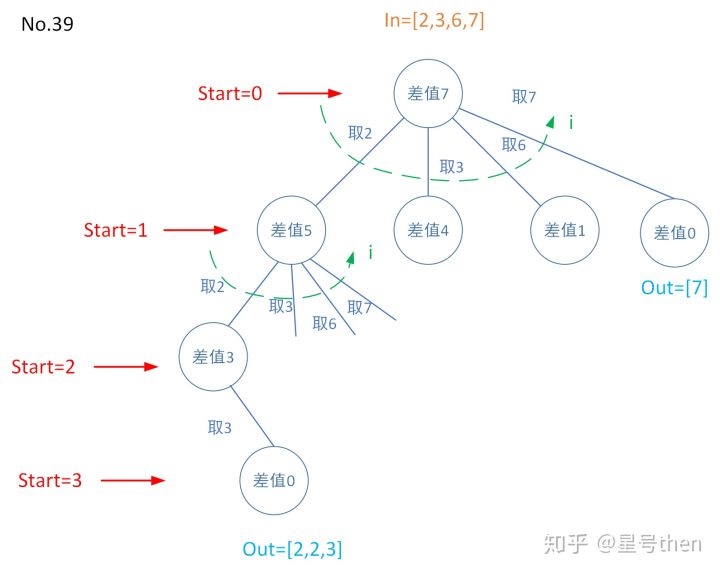 No.39
In=[2,3,6,7]
Start=0
差值7
取7
i
取2
取6
取3
Start=1
差值5
差值4
差值1
差值0
i
Out=[7]
取2
取3
取7
取6
Start=2
差值3
取3
Start=3
差值0
Out=[2,2,3]
知乎 @星号then